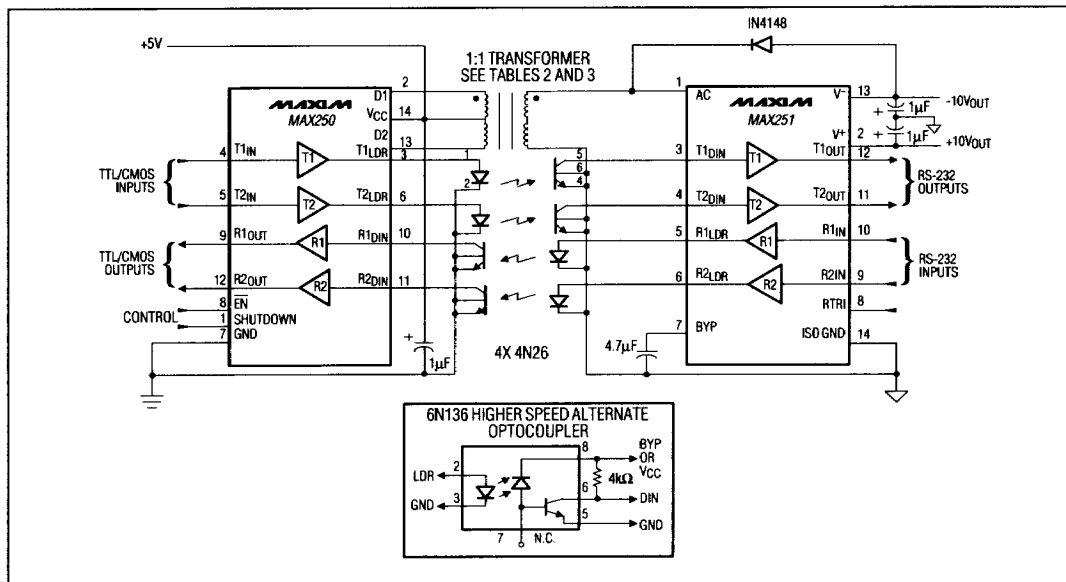 IN4148
+5V
1:1 TRANSFORMER
SEE TABLES 2 AND 3
2
1
D1
MAXIM
MAX250
VCC 14
D2
13
AC
MAXIM
MAX251
V- 13
-10VOUT
+ 1µF
+ 1µF
V+
2
+10VOUT
4 T1IN
T1
T1LDR
3
1
2
5
6
4
3 T1DIN
T1
T1OUT
12
TTL/CMOS
INPUTS
RS-232
OUTPUTS
5 T2IN
T2
T2LDR 6
4 T2DIN
T2
T2OUT 11
9 R1OUT
R1
R1DIN 10
5 R1LDR
R1
R1IN 10
TTL/CMOS
OUTPUTS
RS-232
INPUTS
12 R2OUT
R2
R2DIN 11
6 R2LDR
R2
R2IN 9
8 EN
CONTROL
1 SHUTDOWN
7 GND
RTRI 8
7 BYP
ISO GND 14
+
1µF
4X 4N26
4.7µF
6N136 HIGHER SPEED ALTERNATE
OPTOCOUPLER
8
BYP
OR
VCC
LDR
2
4kΩ
6
DIN
GND
3
5
GND
7 N.C.